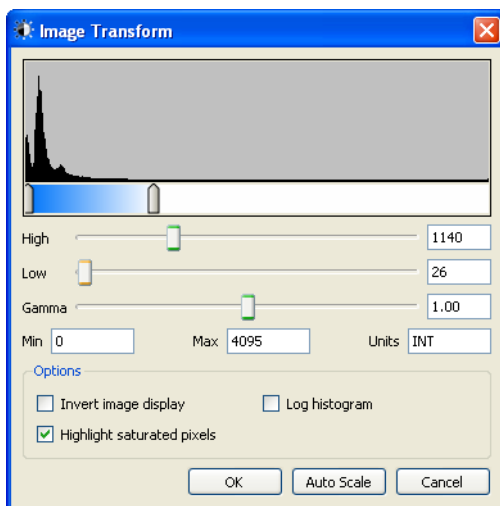 Image Transform
High 1140
Low 26
Gamma 1.00
Min 0 Max 4095 Units INT
Options
Invert image display Log histogram
Highlight saturated pixels
OK Auto Scale Cancel